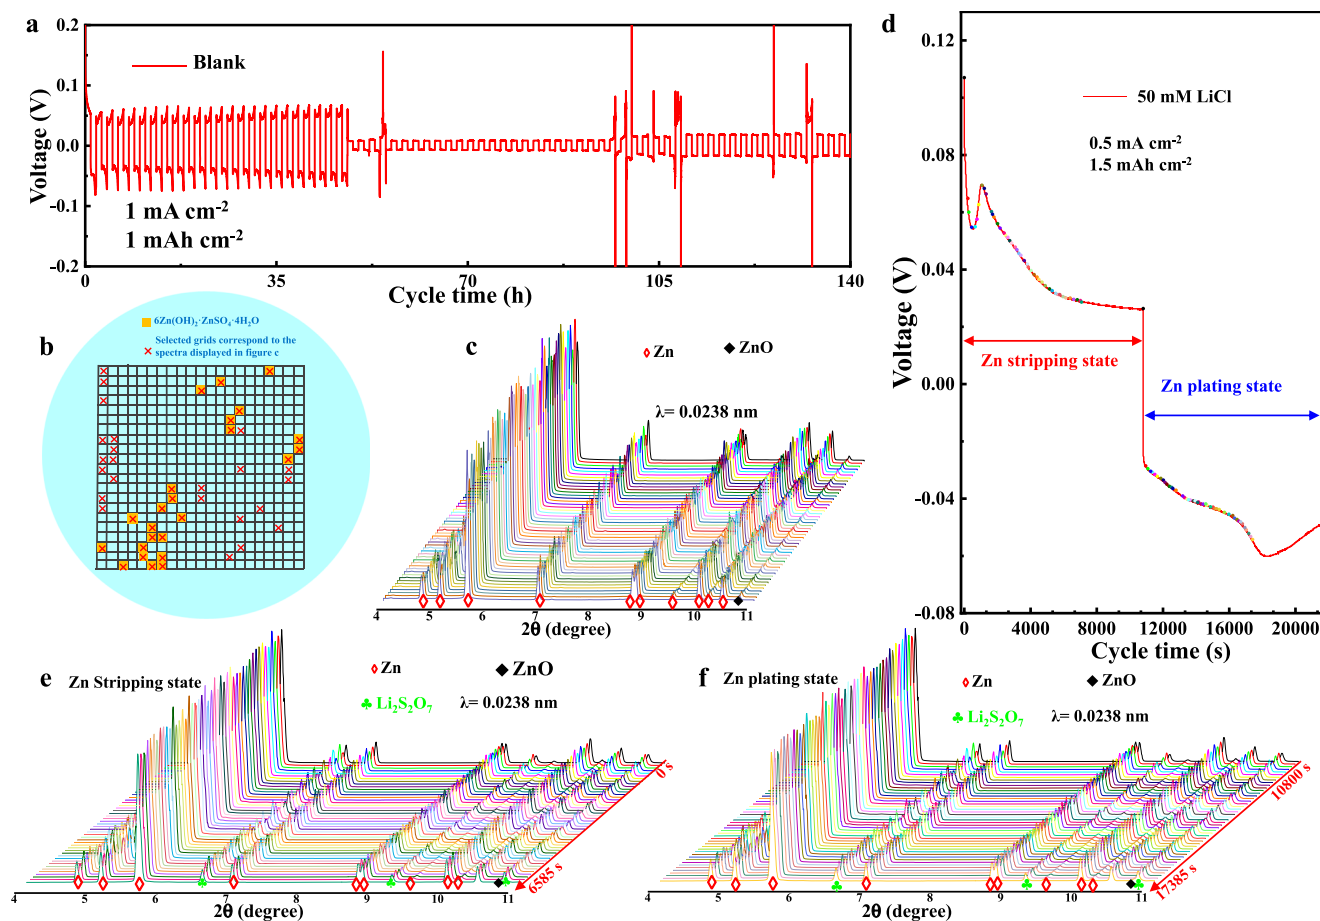 a
0.2
0.1
0.0
-0.1
-0.2
Voltage (V)
Blank
1 mA cm-2
1 mAh cm-2
0
35
70
105
140
Cycle time (h)
b
6Zn(OH)2·ZnSO4·4H2O
Selected grids correspond to the
spectra displayed in figure c
c
Zn
ZnO
λ= 0.0238 nm
4
5
6
7
8
9
10
11
2θ (degree)
d
0.12
0.08
0.04
0.00
-0.04
-0.08
Voltage (V)
50 mM LiCl
0.5 mA cm-2
1.5 mAh cm-2
Zn stripping state
Zn plating state
0
4000
8000
12000
16000
20000
Cycle time (s)
e
Zn Stripping state
Zn
ZnO
Li2S2O7
λ= 0.0238 nm
0 s
6585 s
4
5
6
7
8
9
10
11
2θ (degree)
f
Zn plating state
Zn
ZnO
Li2S2O7
λ= 0.0238 nm
10800 s
17385 s
4
5
6
7
8
9
10
11
2θ (degree)